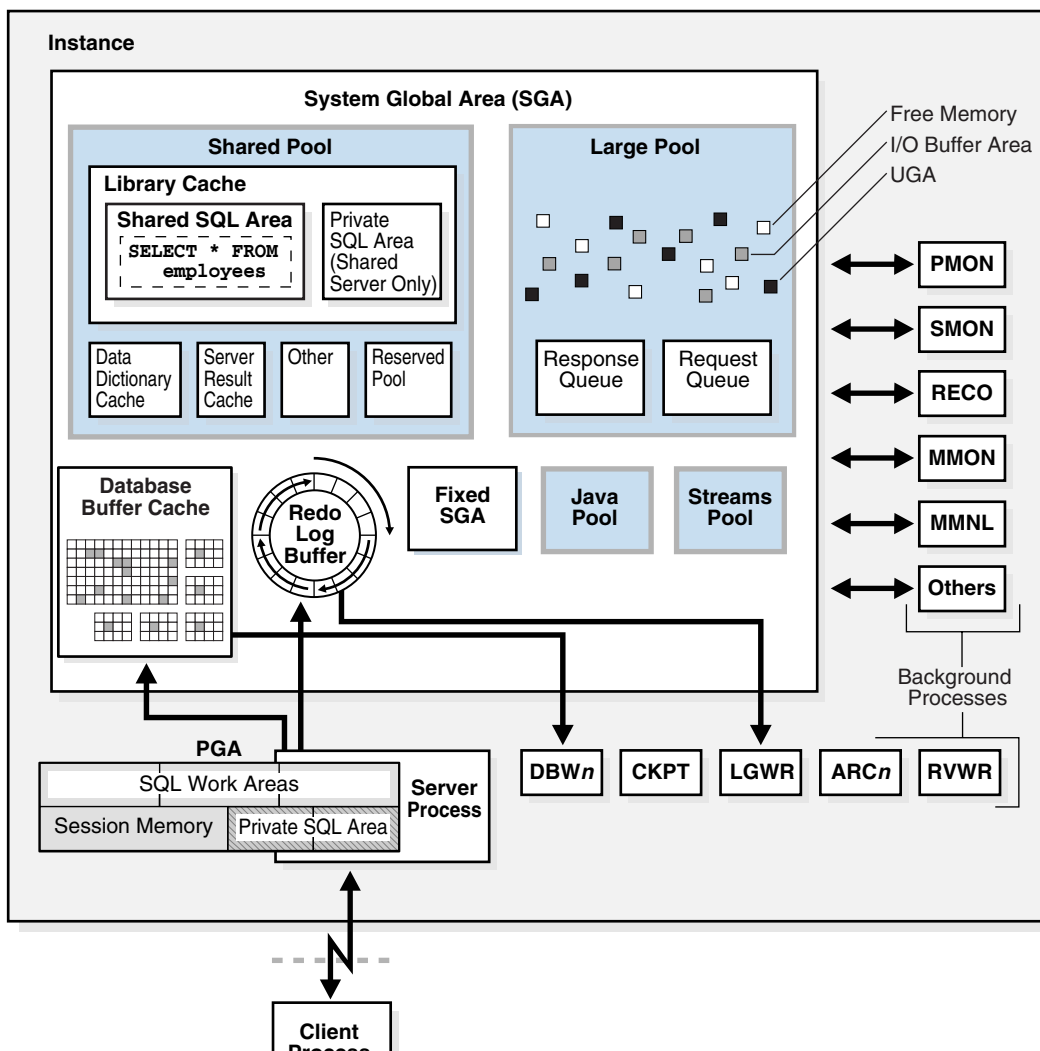 Instance
System Global Area (SGA)
Shared Pool
Library Cache
Shared SQL Area
SELECT * FROM
employees
Private
SQL Area
(Shared
Server Only)
Data
Dictionary
Cache
Server
Result
Cache
Other
Reserved
Pool
Large Pool
Response
Queue
Request
Queue
Free Memory
I/O Buffer Area
UGA
Database
Buffer Cache
Redo
Log
Buffer
Fixed
SGA
Java
Pool
Streams
Pool
PMON
SMON
RECO
MMON
MMNL
Others
Background
Processes
PGA
SQL Work Areas
Session Memory
Private SQL Area
Server
Process
DBWn
CKPT
LGWR
ARCn
RVWR
Client
Process